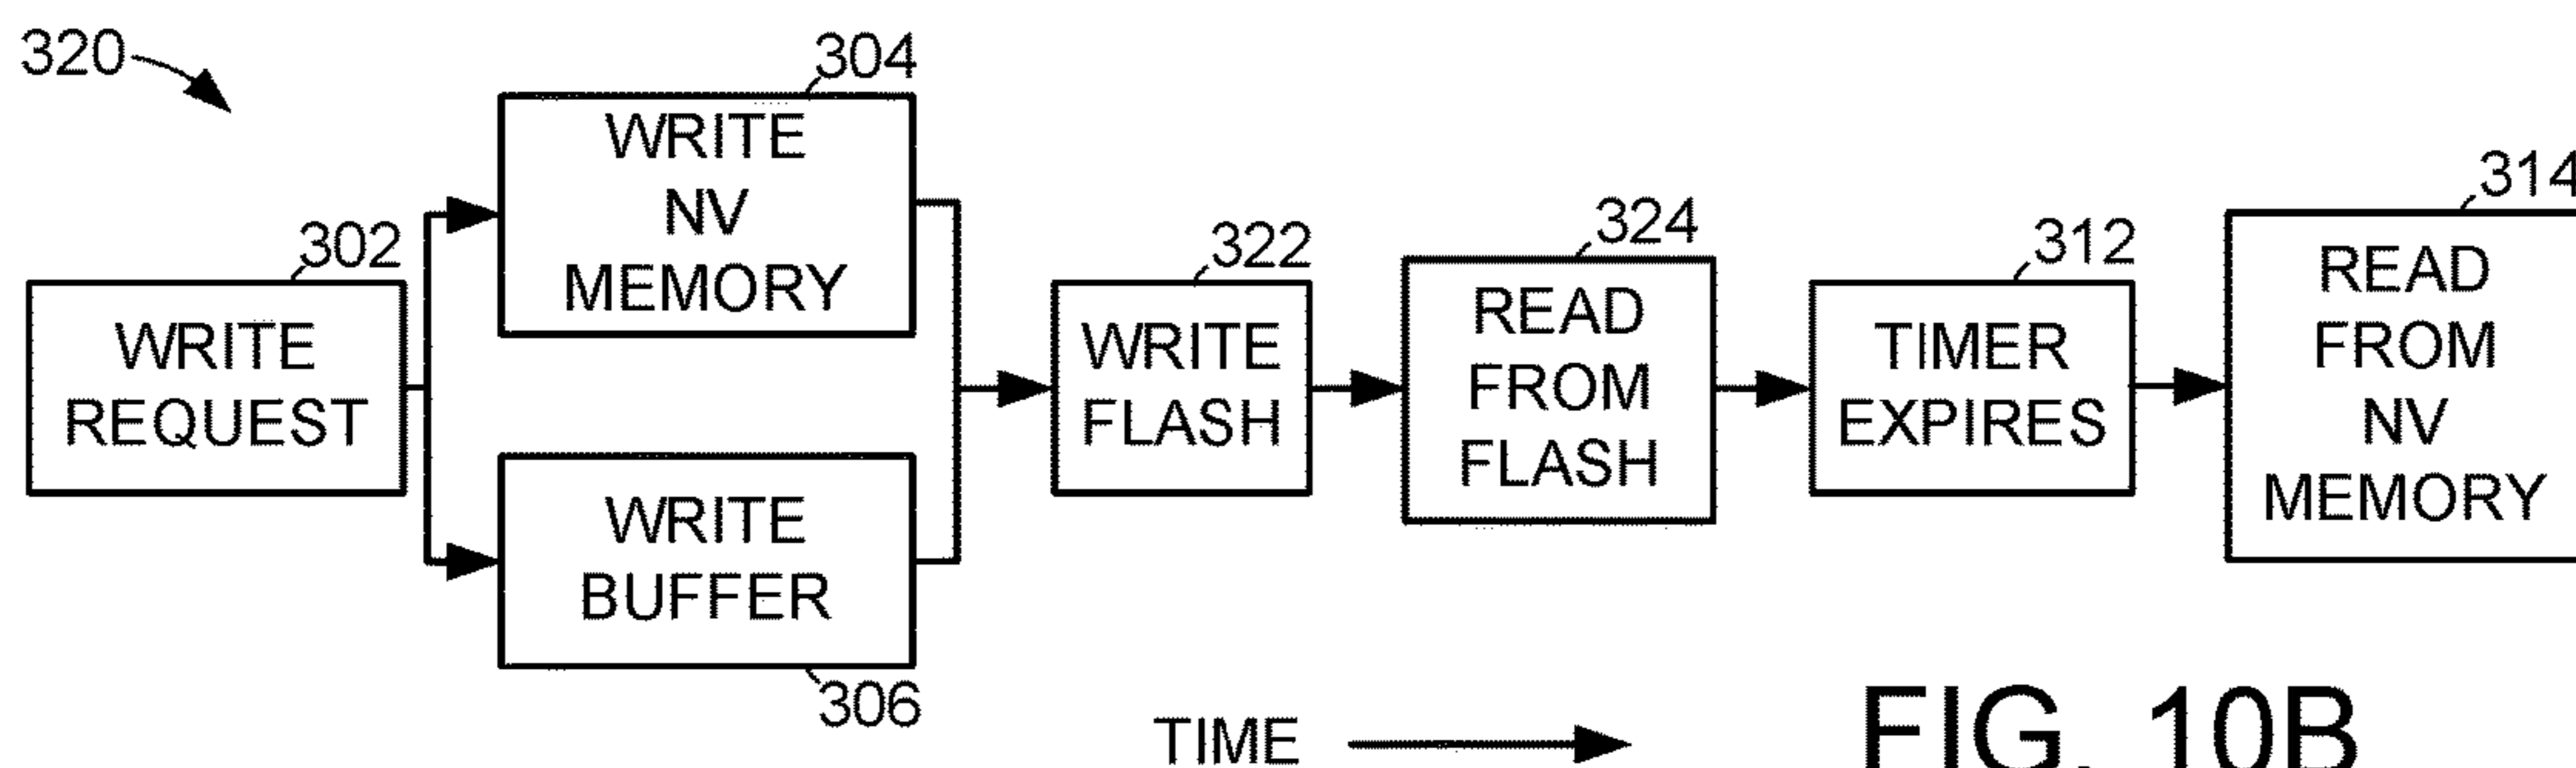 320
302
WRITE
REQUEST
304
WRITE
NV
MEMORY
WRITE
BUFFER
306
322
WRITE
FLASH
324
READ
FROM
FLASH
312
TIMER
EXPIRES
314
READ
FROM
NV
MEMORY
TIME
FIG. 10B